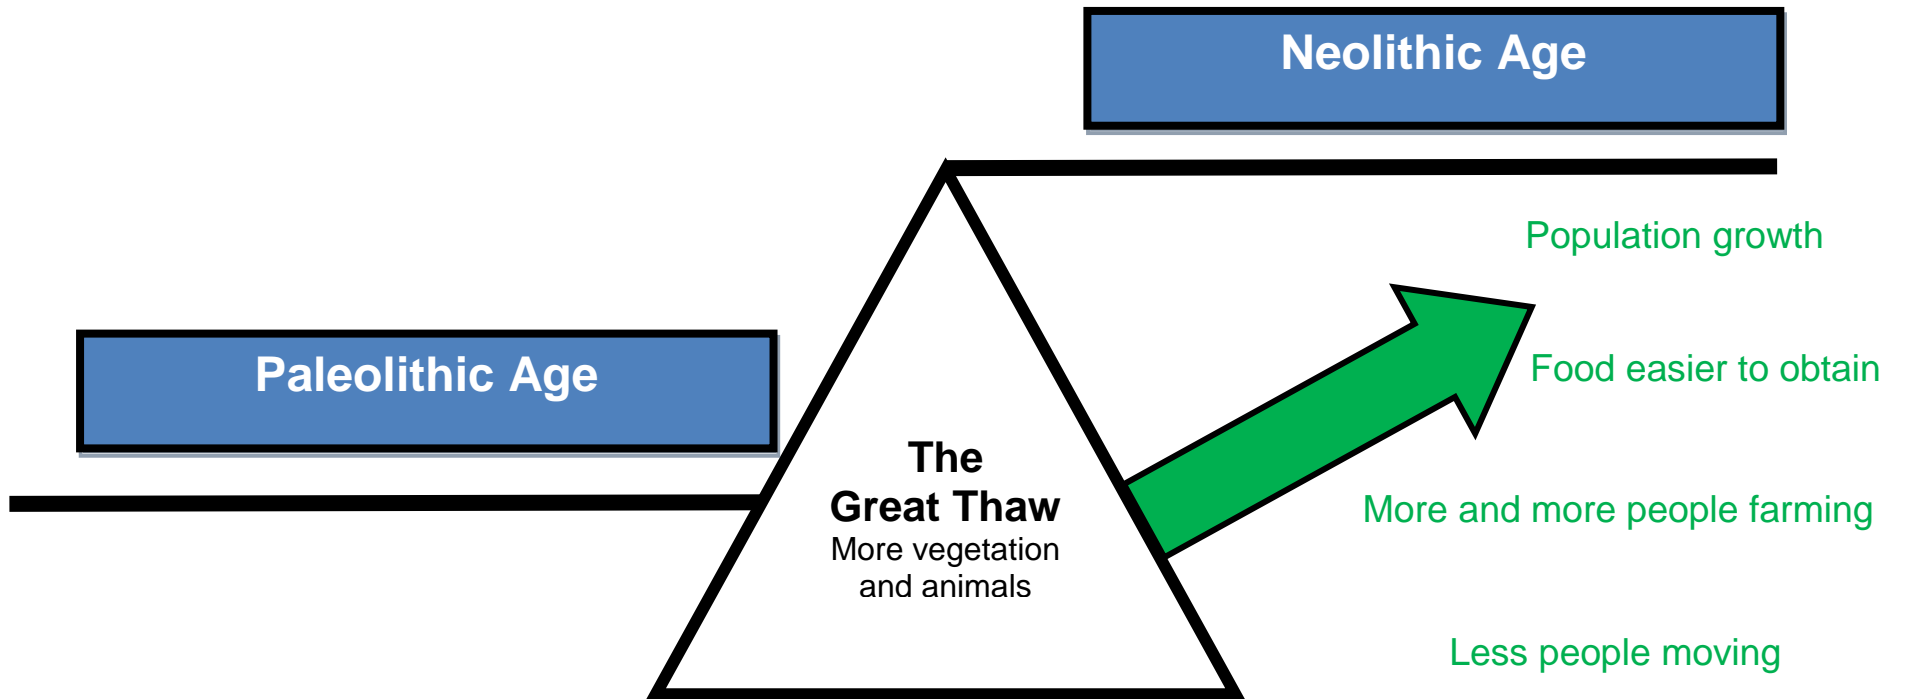 Neolithic Age
Paleolithic Age
The
Great Thaw
More vegetation
and animals
Population growth
Food easier to obtain
More and more people farming
Less people moving